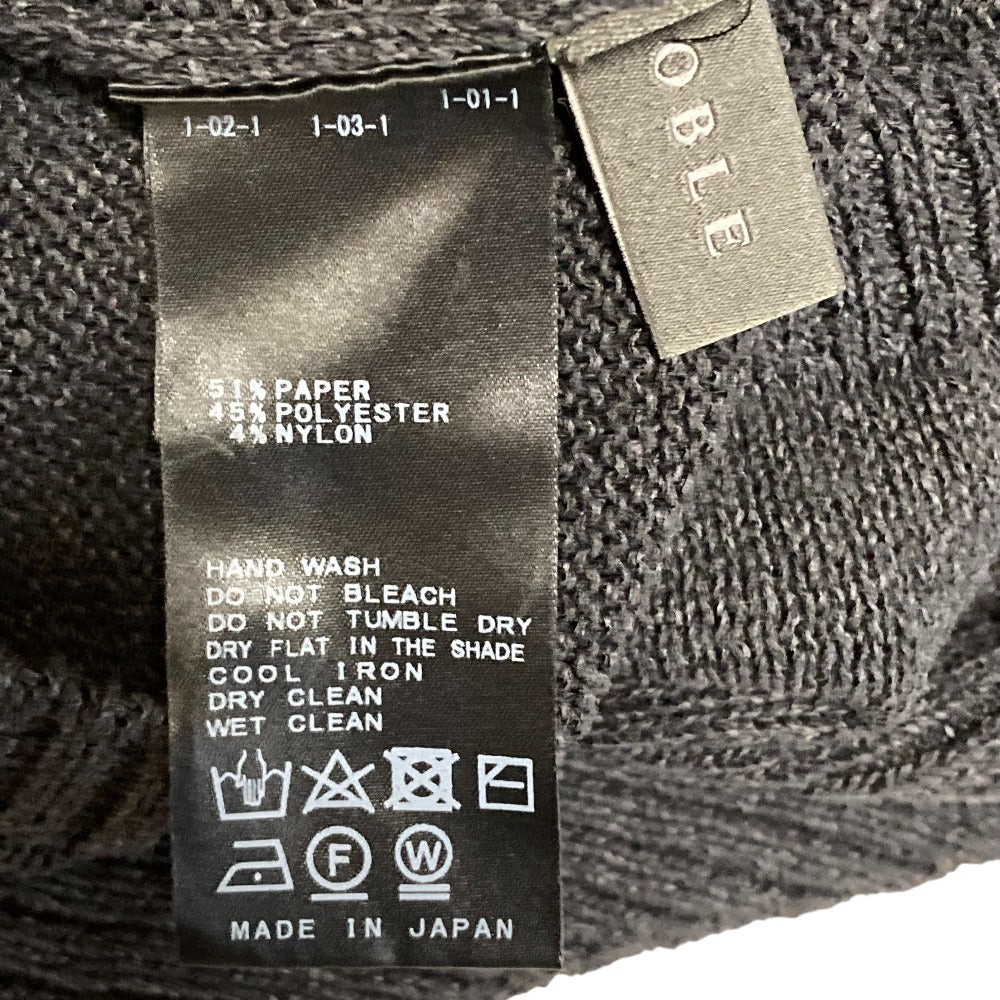 1-01-1
1-02-1 1-03-1
OBLE
51% PAPER
45% POLYESTER
4% NYLON
HAND WASH
DO NOT BLEACH
DO NOT TUMBLE DRY
DRY FLAT IN THE SHADE
COOL IRON
DRY CLEAN
WET CLEAN
F W
MADE IN JAPAN